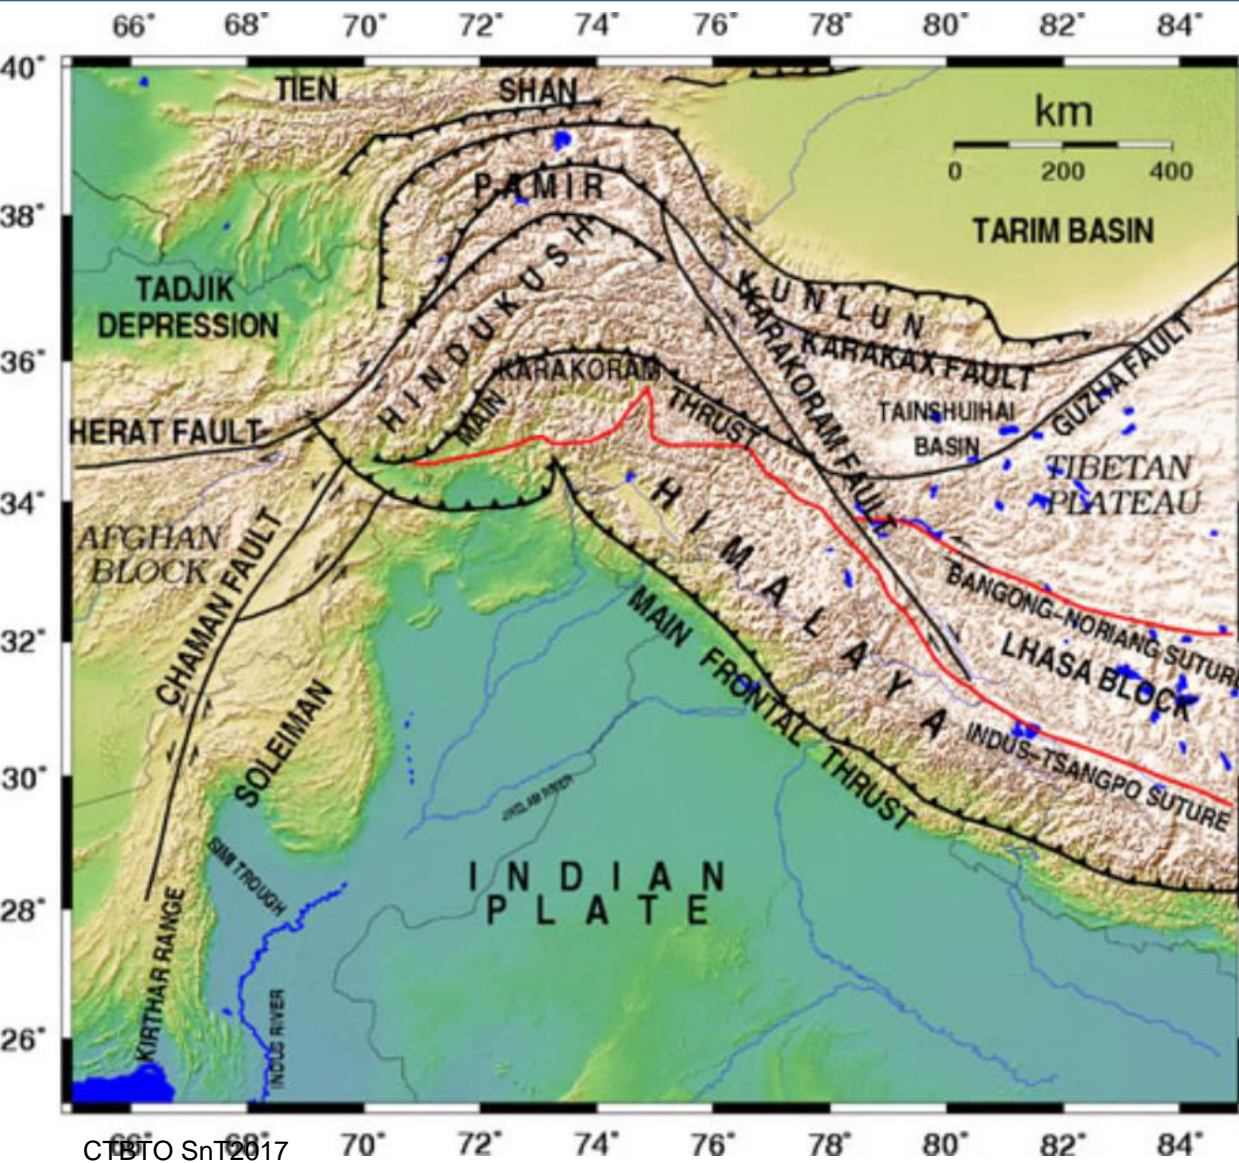 66° 68° 70° 72° 74° 76° 78° 80° 82° 84°
40°
TIEN SHAN
km
0 200 400
PAMIR
38°
TARIM BASIN
HINDUKUSH
TADJIK
DEPRESSION
KUNLUN
36°
KARAKORAM
KARAKAX FAULT
KARAKORAM FAULT
GUZHA FAULT
MAIN
THRUST
TAINSHUIHAI
BASIN
HERAT FAULT
TIBETAN
PLATEAU
34°
HIMALAYA
AFGHAN
BLOCK
CHAMAN FAULT
BANGONG-NORIANG SUTURE
MAIN FRONTAL THRUST
32°
LHASA BLOCK
SOLEIMAN
INDUS-TSANGPO SUTURE
30°
INDIAN
PLATE
28°
KIRTHAR RANGE
INDUS RIVER
26°
66° 68° 70° 72° 74° 76° 78° 80° 82° 84°
CTBTO SnT2017